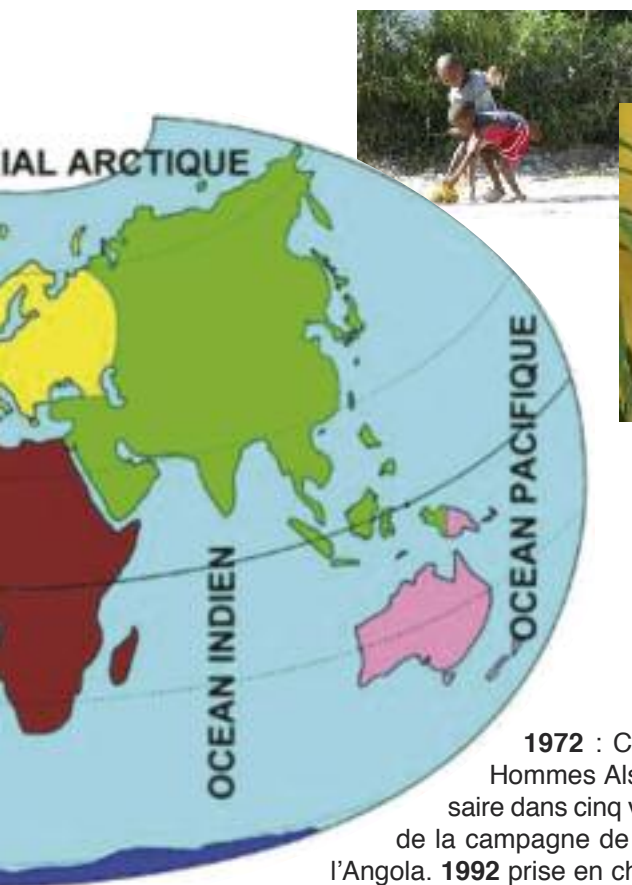 IAL ARCTIQUE
OCEAN PACIFIQUE
OCEAN INDIEN
1972 : C
Hommes Als
saire dans cinq v
de la campagne de
l'Angola. 1992 prise en ch